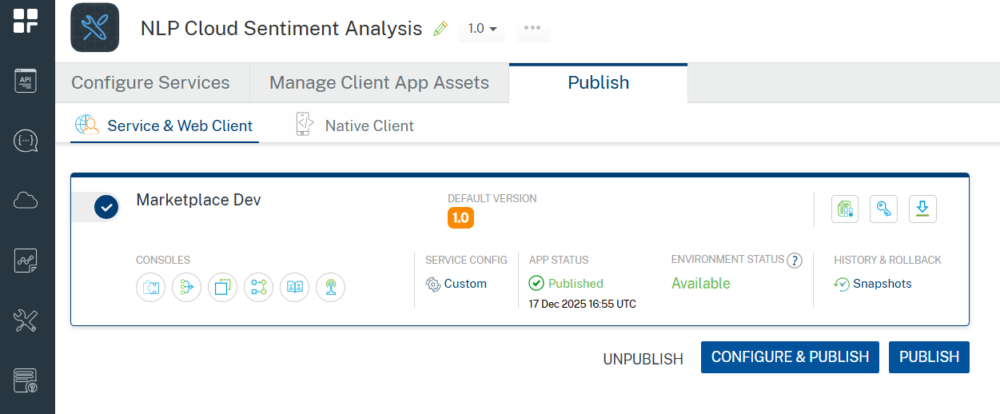 NLP Cloud Sentiment Analysis 1.0
API
Configure Services Manage Client App Assets Publish
Service & Web Client Native Client
Marketplace Dev
DEFAULT VERSION
1.0
CONSOLES
SERVICE CONFIG
Custom
APP STATUS
Published
17 Dec 2025 16:55 UTC
ENVIRONMENT STATUS ?
Available
HISTORY & ROLLBACK
Snapshots
UNPUBLISH CONFIGURE & PUBLISH PUBLISH